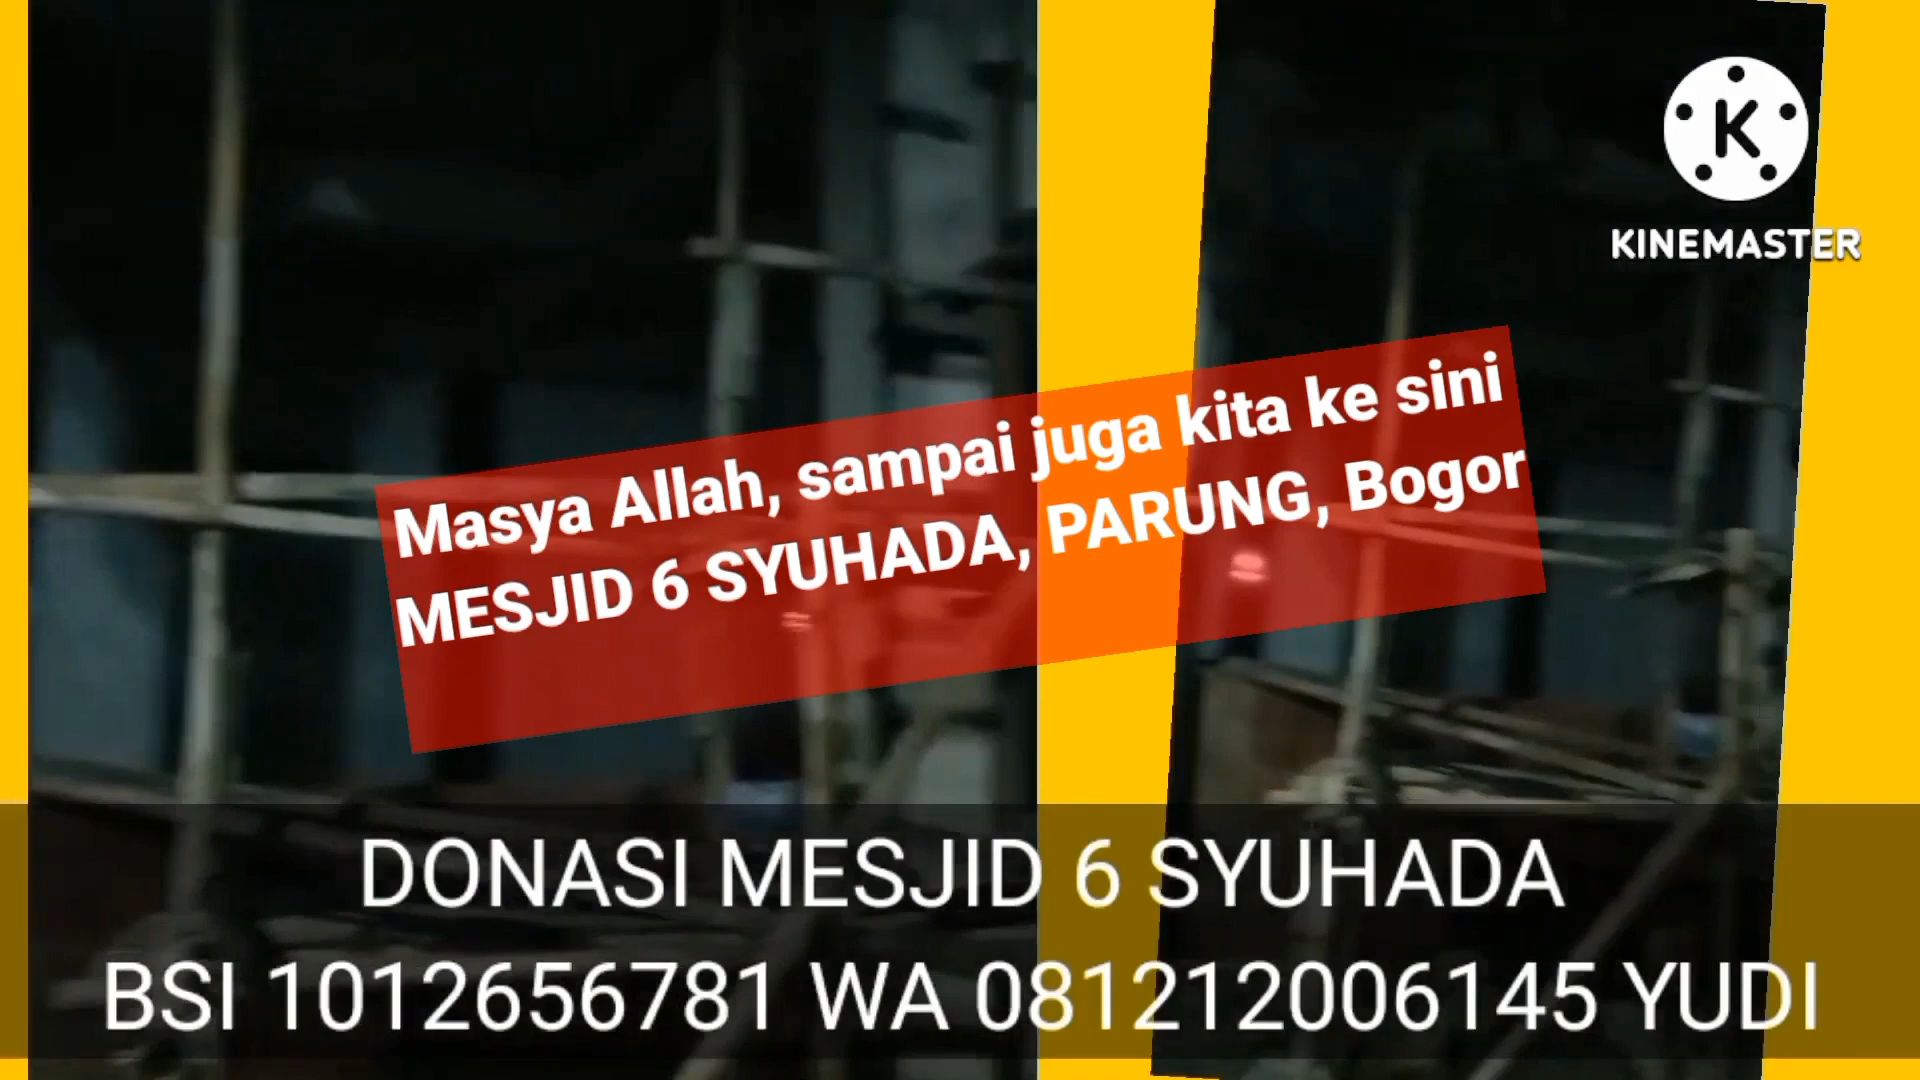 KINEMASTER
Masya Allah, sampai juga kita ke sini
MESJID 6 SYUHADA, PARUNG, Bogor
DONASI MESJID 6 SYUHADA
BSI 1012656781 WA 081212006145 YUDI